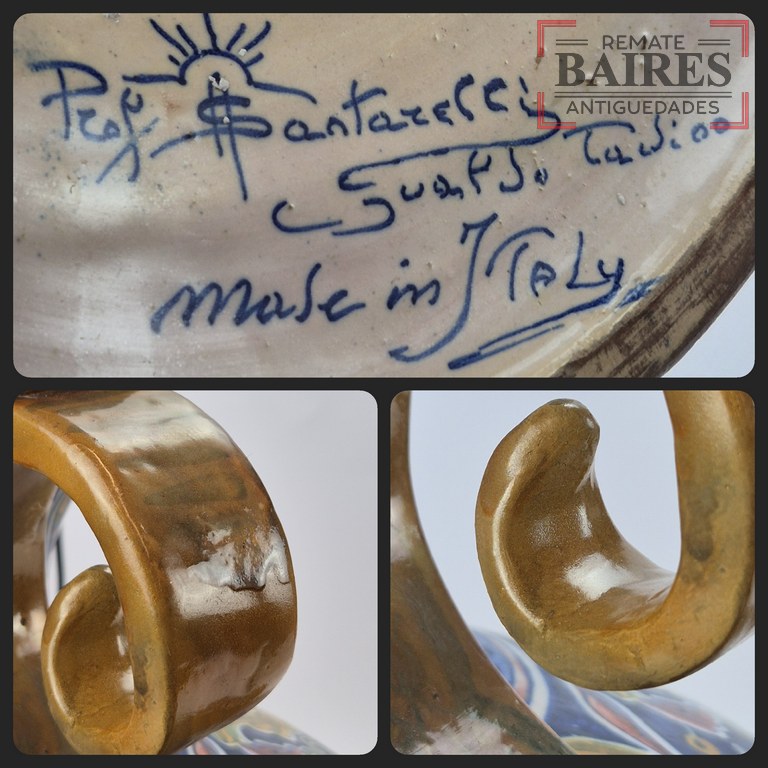 REMATE
BAIRES
ANTIGUEDADES
Prof. Santarelli
Gualdo Tadino
made in ITALy